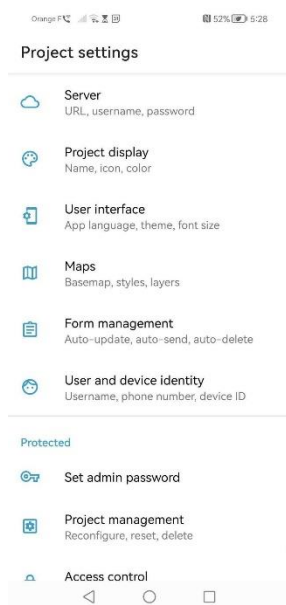 Orange F 52% 5:28
Project settings
Server
URL, username, password
Project display
Name, icon, color
User interface
App language, theme, font size
Maps
Basemap, styles, layers
Form management
Auto-update, auto-send, auto-delete
User and device identity
Username, phone number, device ID
Protected
Set admin password
Project management
Reconfigure, reset, delete
Access control